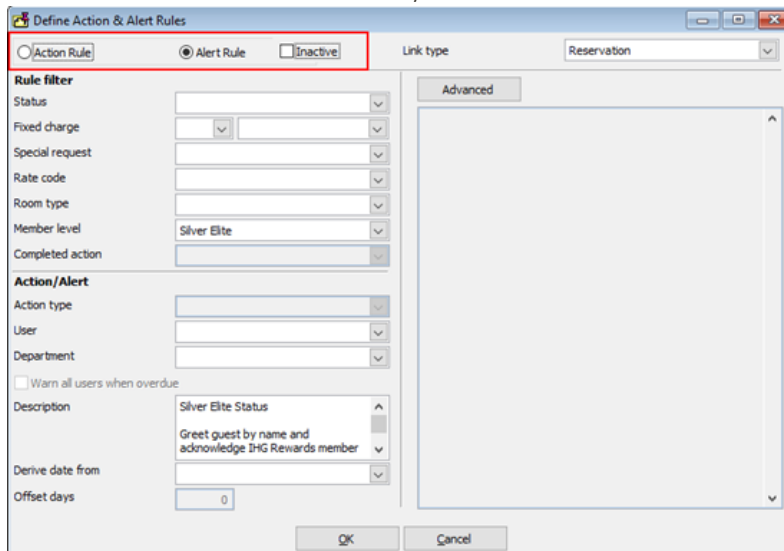 Define Action & Alert Rules
Action Rule Alert Rule Inactive Link type Reservation
Rule filter
Advanced
Status
Fixed charge
Special request
Rate code
Room type
Member level Silver Elite
Completed action
Action/Alert
Action type
User
Department
Warn all users when overdue
Description Silver Elite Status
Greet guest by name and
acknowledge IHG Rewards member
Derive date from
Offset days 0
OK Cancel